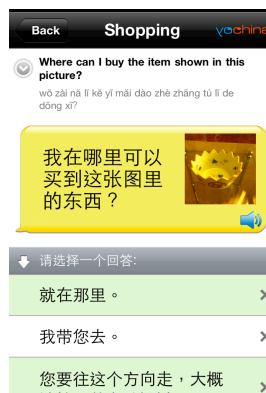 Back
Shopping
yochina
Where can I buy the item shown in this
picture?
wǒ zài nǎ lǐ kě yǐ mǎi dào zhè zhāng tú lǐ de
dōng xī?
我在哪里可以
买到这张图里
的东西？
请选择一个回答:
就在那里。
我带您去。
您要往这个方向走，大概